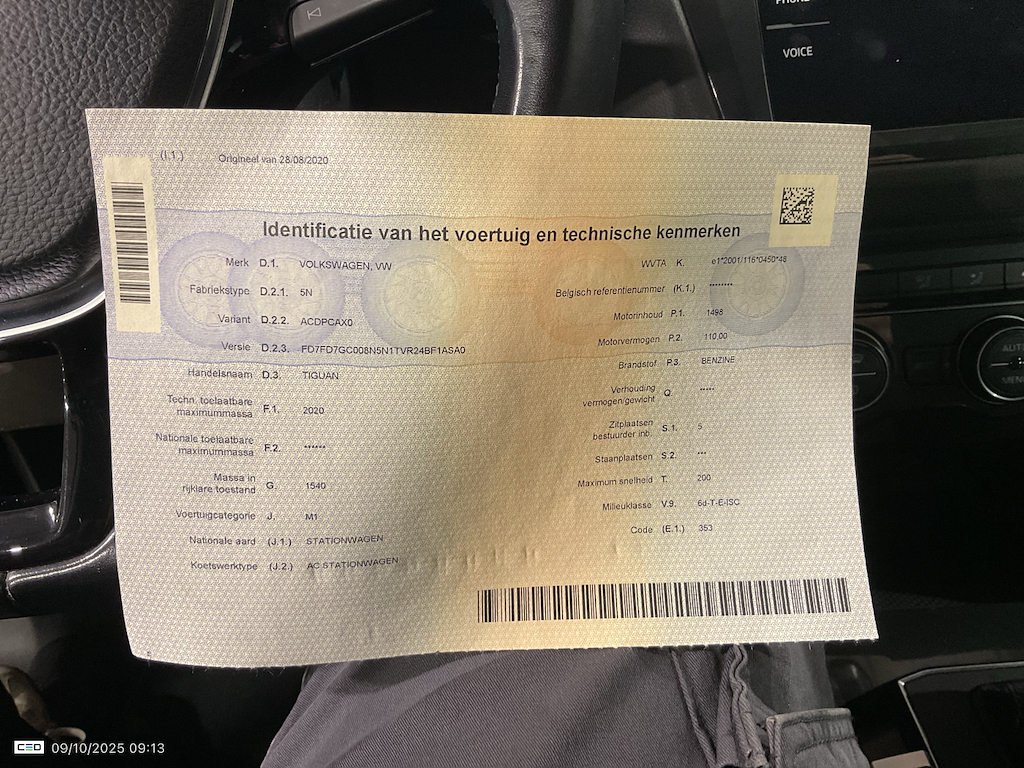 PHONE
VOICE
(I.1.) Origineel van 28/08/2020
Identificatie van het voertuig en technische kenmerken
Merk D.1. VOLKSWAGEN, VW
Fabriekstype D.2.1. 5N
Variant D.2.2. ACDPCAX0
Versie D.2.3. FD7FD7GC008N5N1TVR24BF1ASA0
Handelsnaam D.3. TIGUAN
Techn. toelaatbare
maximummassa F.1. 2020
Nationale toelaatbare
maximummassa F.2. ******
Massa in
rijklare toestand G. 1540
Voertuigcategorie J. M1
Nationale aard (J.1.) STATIONWAGEN
Koetswerktype (J.2.) AC STATIONWAGEN
WVTA K. e1*2001/116*0450*48
Belgisch referentienummer (K.1.) ********
Motorinhoud P.1. 1498
Motorvermogen P.2. 110,00
Brandstof P.3. BENZINE
Verhouding
vermogen/gewicht Q. *****
Zitplaatsen
bestuurder inb. S.1. 5
Staanplaatsen S.2. ***
Maximum snelheid T. 200
Milieuklasse V.9. 6d-T-E-ISC
Code (E.1.) 353
AUTO
MENU
CEO 09/10/2025 09:13